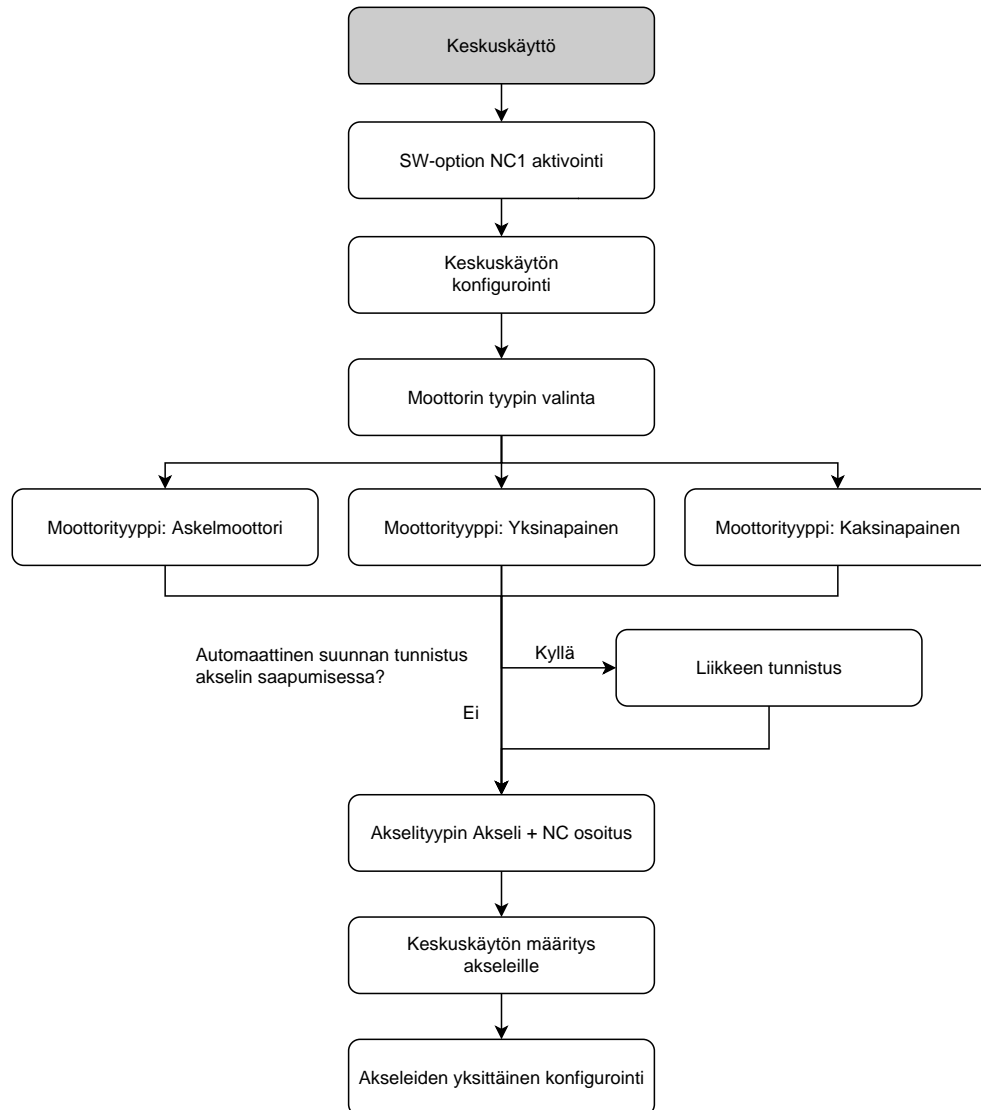 Keskuskäyttö
SW-option NC1 aktivointi
Keskuskäytön
konfigurointi
Moottorin tyypin valinta
Moottorityyppi: Askelmoottori
Moottorityyppi: Yksinapainen
Moottorityyppi: Kaksinapainen
Automaattinen suunnan tunnistus
akselin saapumisessa?
Kyllä
Liikkeen tunnistus
Ei
Akselityypin Akseli + NC osoitus
Keskuskäytön määritys
akseleille
Akseleiden yksittäinen konfigurointi